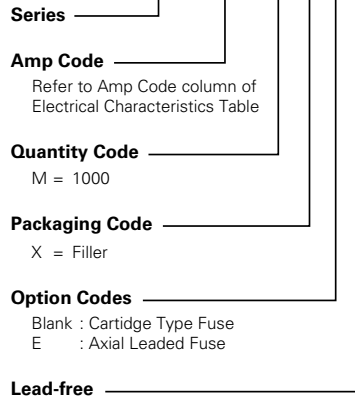 Series
Amp Code
Refer to Amp Code column of
Electrical Characteristics Table
Quantity Code
M = 1000
Packaging Code
X = Filler
Option Codes
Blank : Cartidge Type Fuse
E : Axial Leaded Fuse
Lead-free